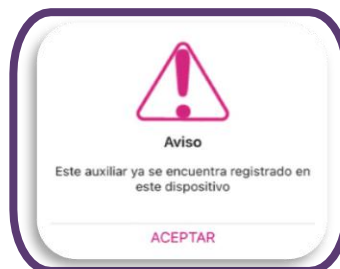 Aviso
Este auxiliar ya se encuentra registrado en
este dispositivo
ACEPTAR